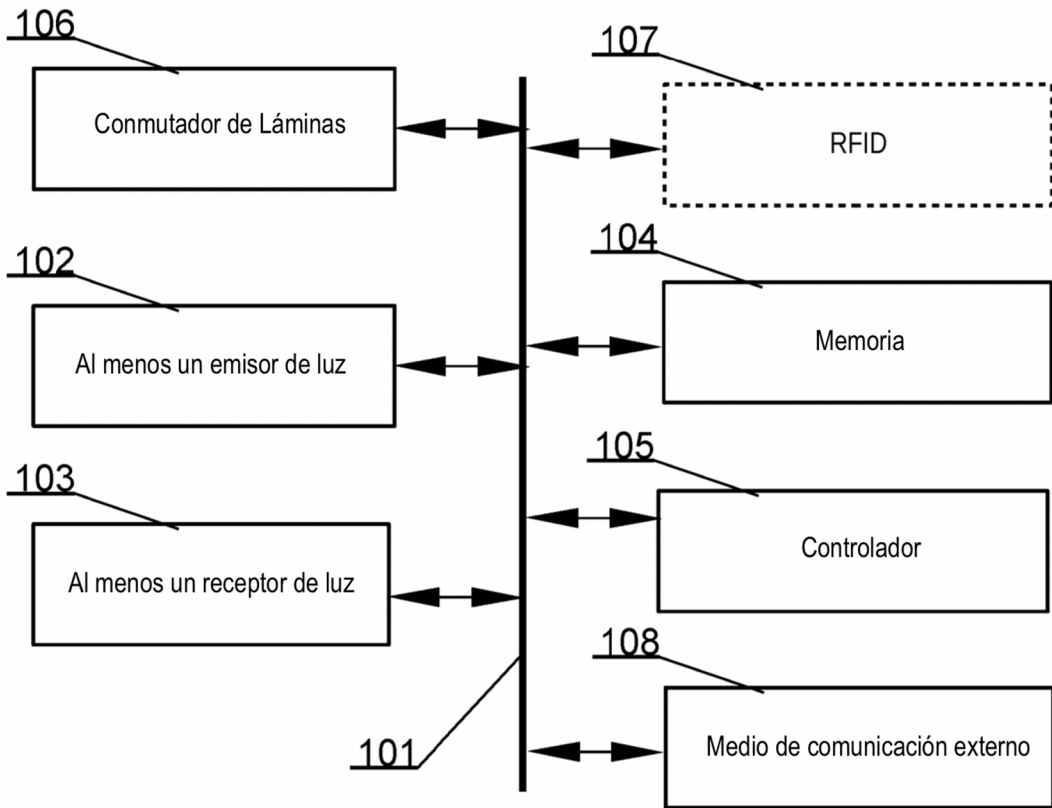 106
Conmutador de Láminas
107
RFID
102
Al menos un emisor de luz
104
Memoria
103
Al menos un receptor de luz
105
Controlador
101
108
Medio de comunicación externo